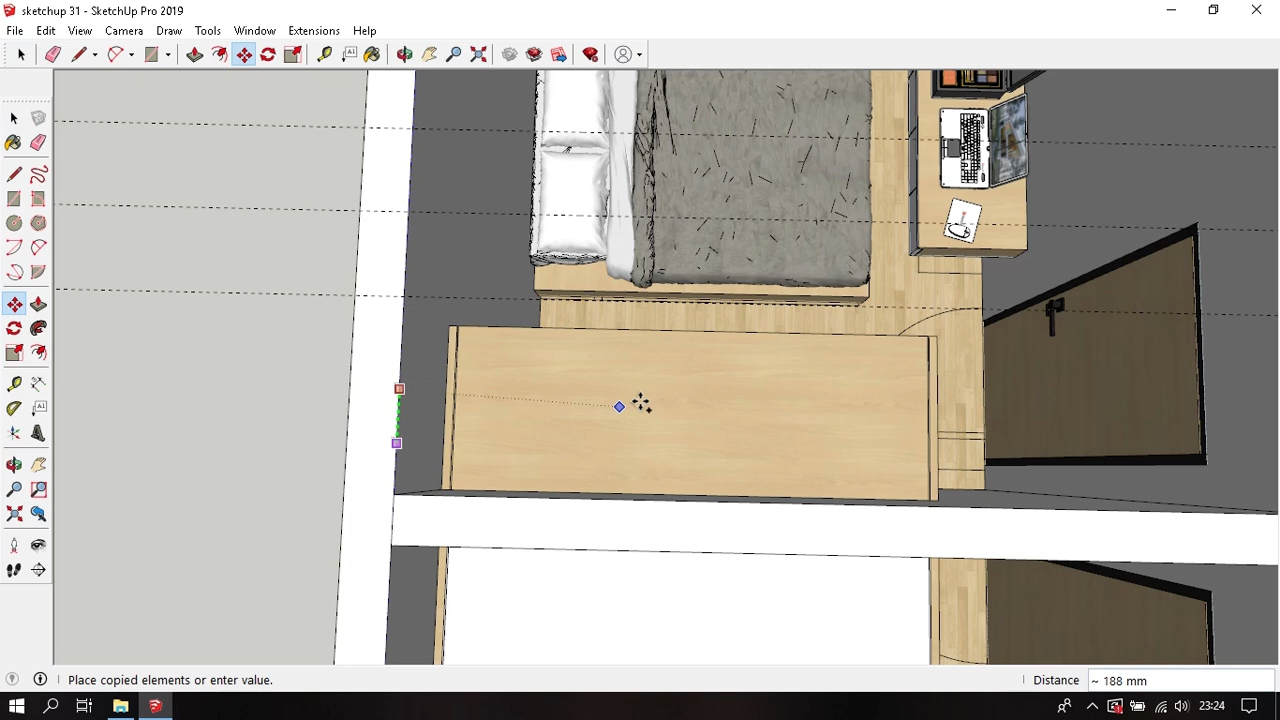 sketchup 31 - SketchUp Pro 2019
File Edit View Camera Draw Tools Window Extensions Help
Place copied elements or enter value.
Distance ~ 188 mm
23:24